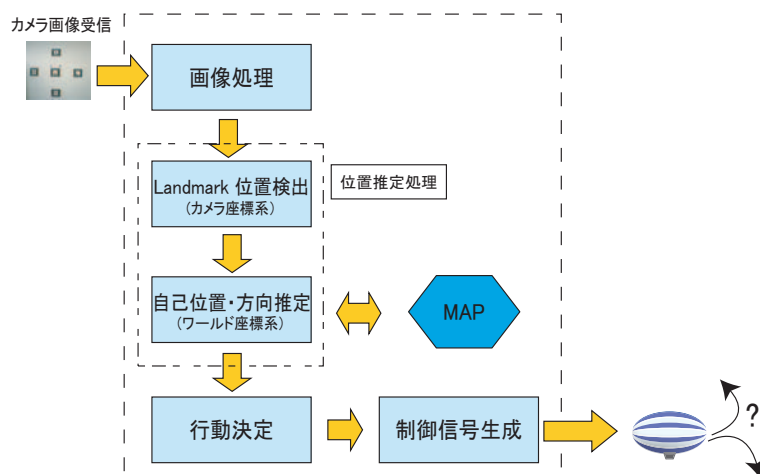 カメラ画像受信
画像処理
Landmark 位置検出
(カメラ座標系)
位置推定処理
自己位置・方向推定
(ワールド座標系)
MAP
行動決定
制御信号生成
?